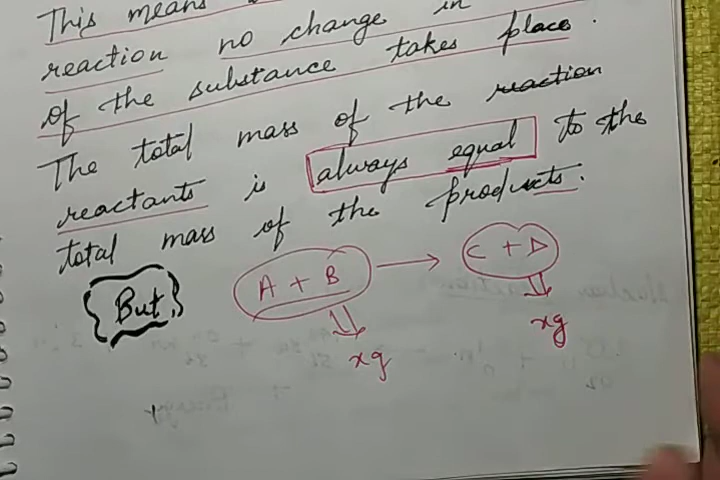 This means
reaction no change in
of the substance takes place.
The total mass of the reaction
reactants is always equal to the
total mass of the products.
But, A + B → C + D
xg xg